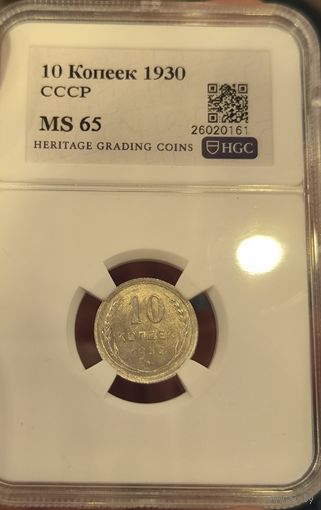 10 Копеек 1930
СССР
MS 65
26020161
HERITAGE GRADING COINS HGC
10
КОПЕЕК